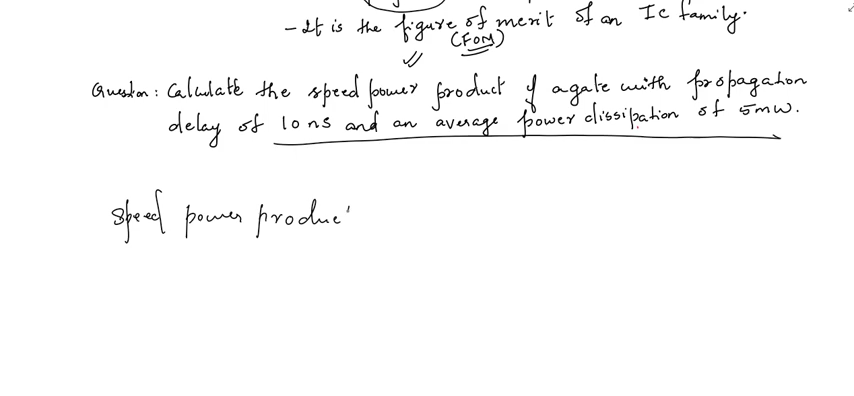 - It is the figure of merit of an Ic family.
(FOM)
Question: Calculate the speed power product of a gate with propagation
delay of 10 ns and an average power dissipation of 5mw.
speed power produc